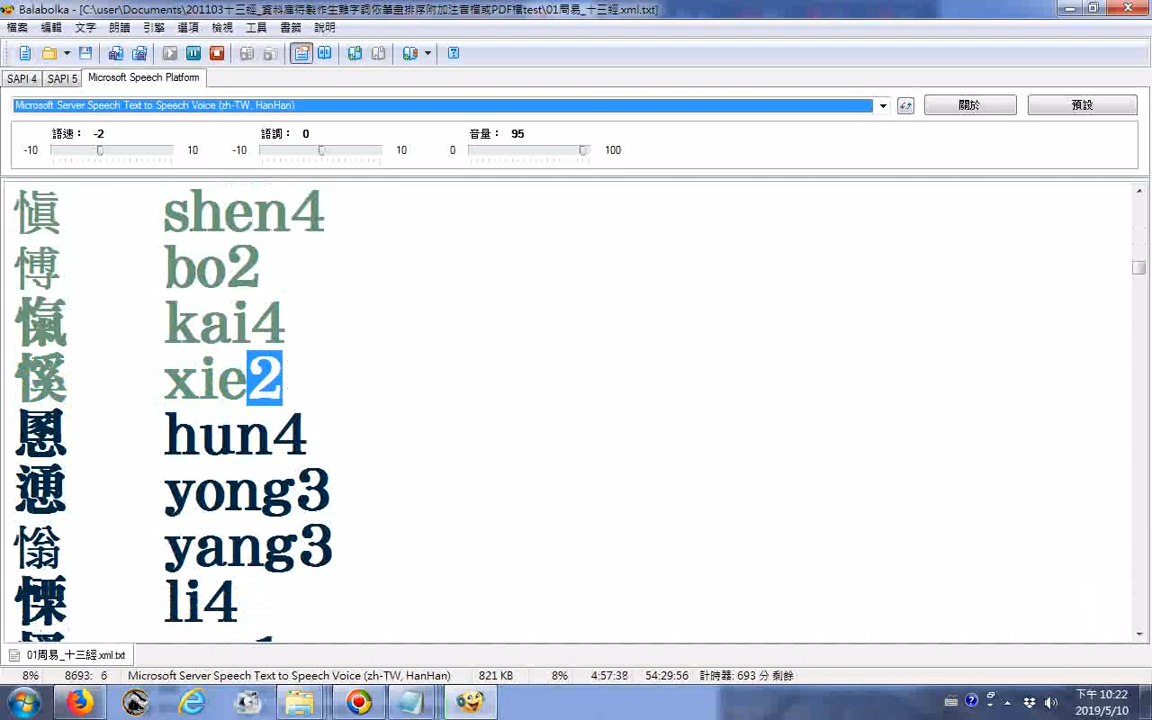 Balabolka - [C:\user\Documents\201103十三經_資料庫待製作生難字詞依筆畫排序附加注音檔或PDF檔test\01周易_十三經.xml.txt]
檔案 編輯 文字 朗讀 引擎 選項 檢視 工具 書籤 說明
SAPI 4 SAPI 5 Microsoft Speech Platform
Microsoft Server Speech Text to Speech Voice (zh-TW, HanHan) 關於 預設
語速： -2 語調： 0 音量： 95
-10 10 -10 10 0 100
愼 shen4
愽 bo2
愾 kai4
慀 xie2
慁 hun4
慂 yong3
慃 yang3
慄 li4
01周易_十三經.xml.txt
8% 8693: 6 Microsoft Server Speech Text to Speech Voice (zh-TW, HanHan) 821 KB 8% 4:57:38 54:29:56 計時器: 693 分 剩餘
下午 10:22
2019/5/10